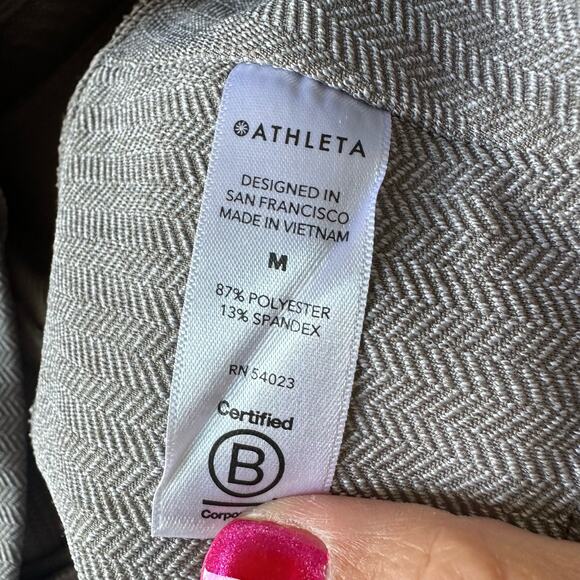 ATHLETA
DESIGNED IN
SAN FRANCISCO
MADE IN VIETNAM
M
87% POLYESTER
13% SPANDEX
RN 54023
Certified
B